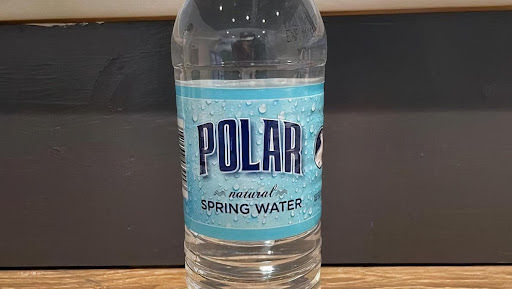 POLAR
natural
SPRING WATER